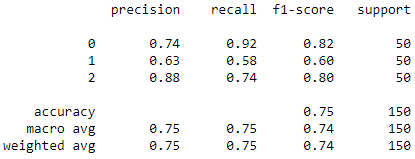 precision recall f1-score support
0 0.74 0.92 0.82 50
1 0.63 0.58 0.60 50
2 0.88 0.74 0.80 50
accuracy 0.75 150
macro avg 0.75 0.75 0.74 150
weighted avg 0.75 0.75 0.74 150